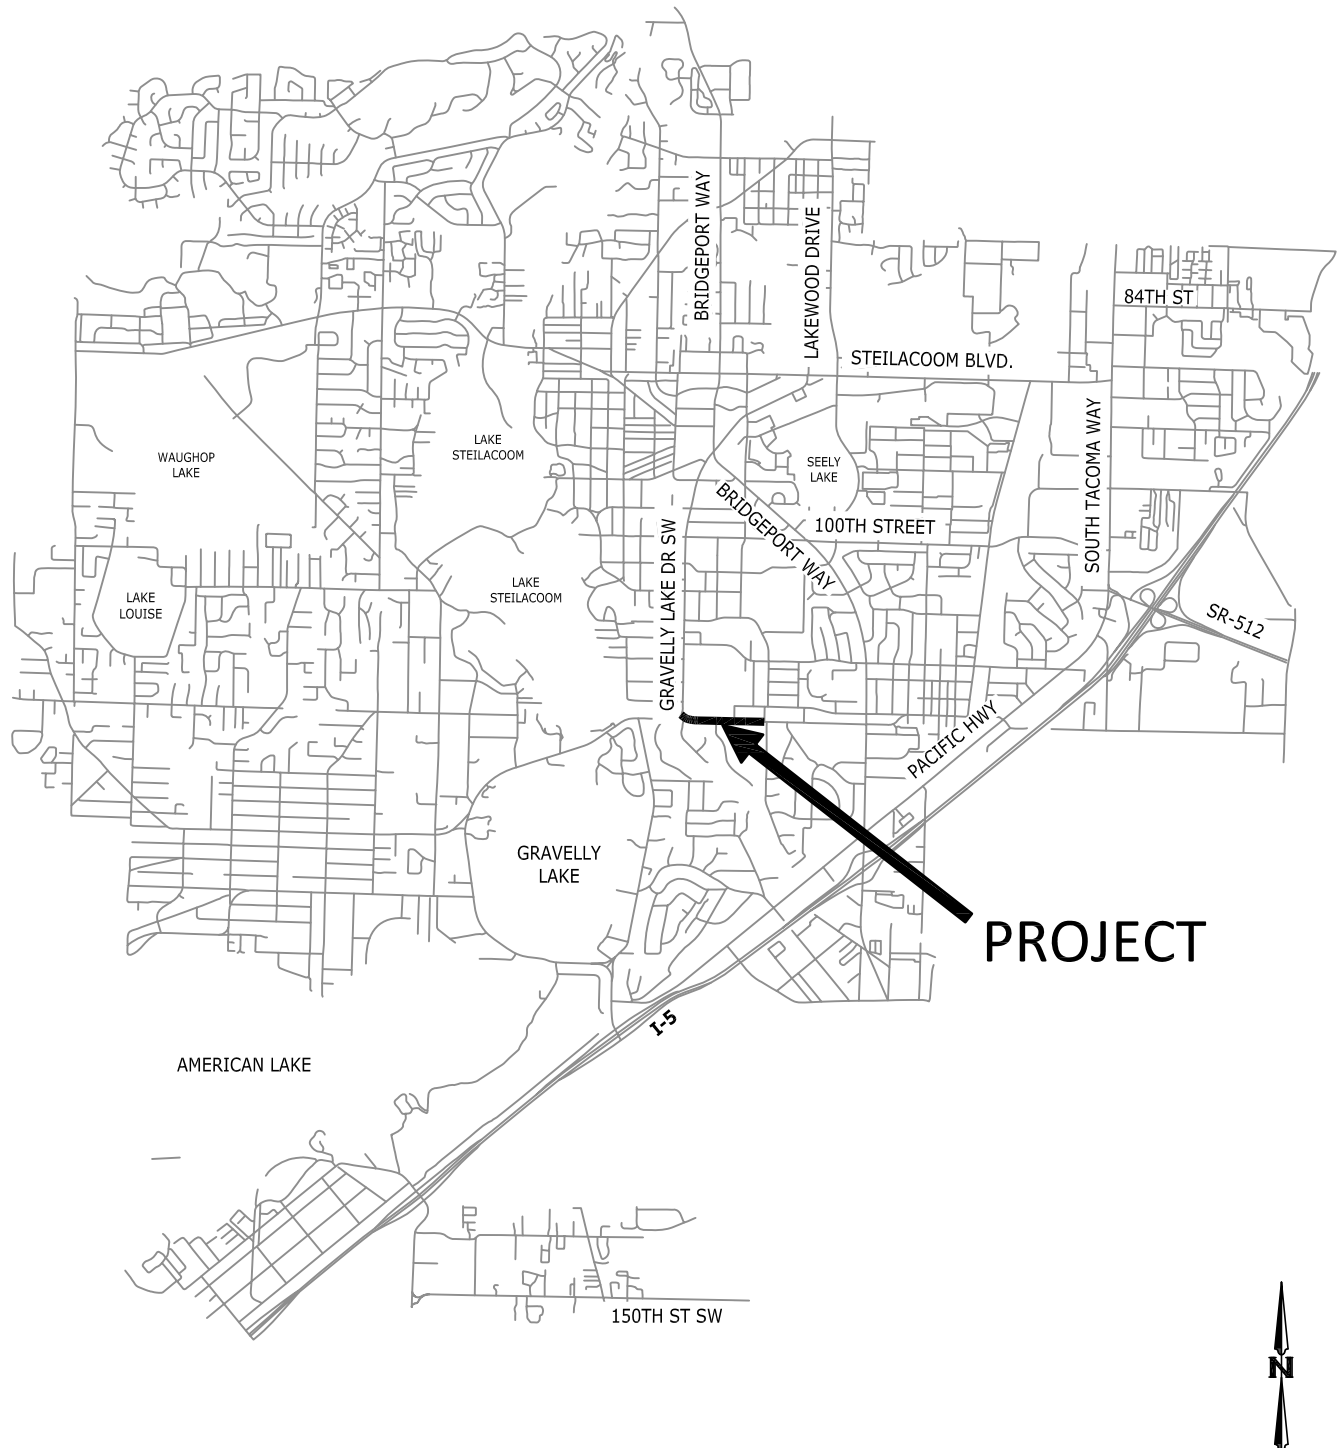 BRIDGEPORT WAY
LAKEWOOD DRIVE
84TH ST
STEILACOOM BLVD.
SOUTH TACOMA WAY
LAKE
STEILACOOM
WAUGHOP
LAKE
SEELY
LAKE
BRIDGEPORT WAY
100TH STREET
GRAVELLY LAKE DR SW
LAKE
STEILACOOM
LAKE
LOUISE
SR-512
PACIFIC HWY
GRAVELLY
LAKE
PROJECT
I-5
AMERICAN LAKE
150TH ST SW
N